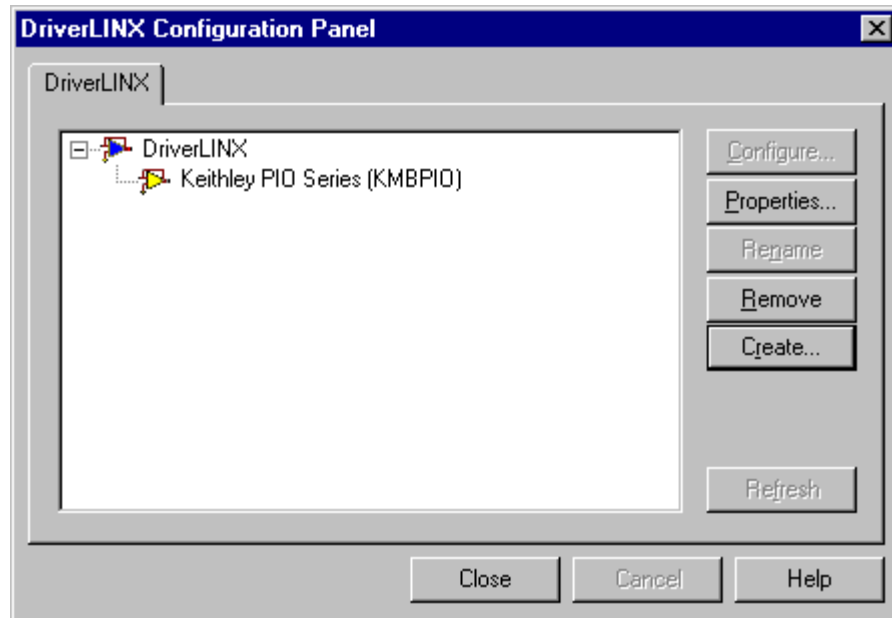 DriverLINX Configuration Panel
DriverLINX
DriverLINX
Keithley PIO Series (KMBPIO)
Configure...
Properties...
Rename
Remove
Create...
Refresh
Close
Cancel
Help